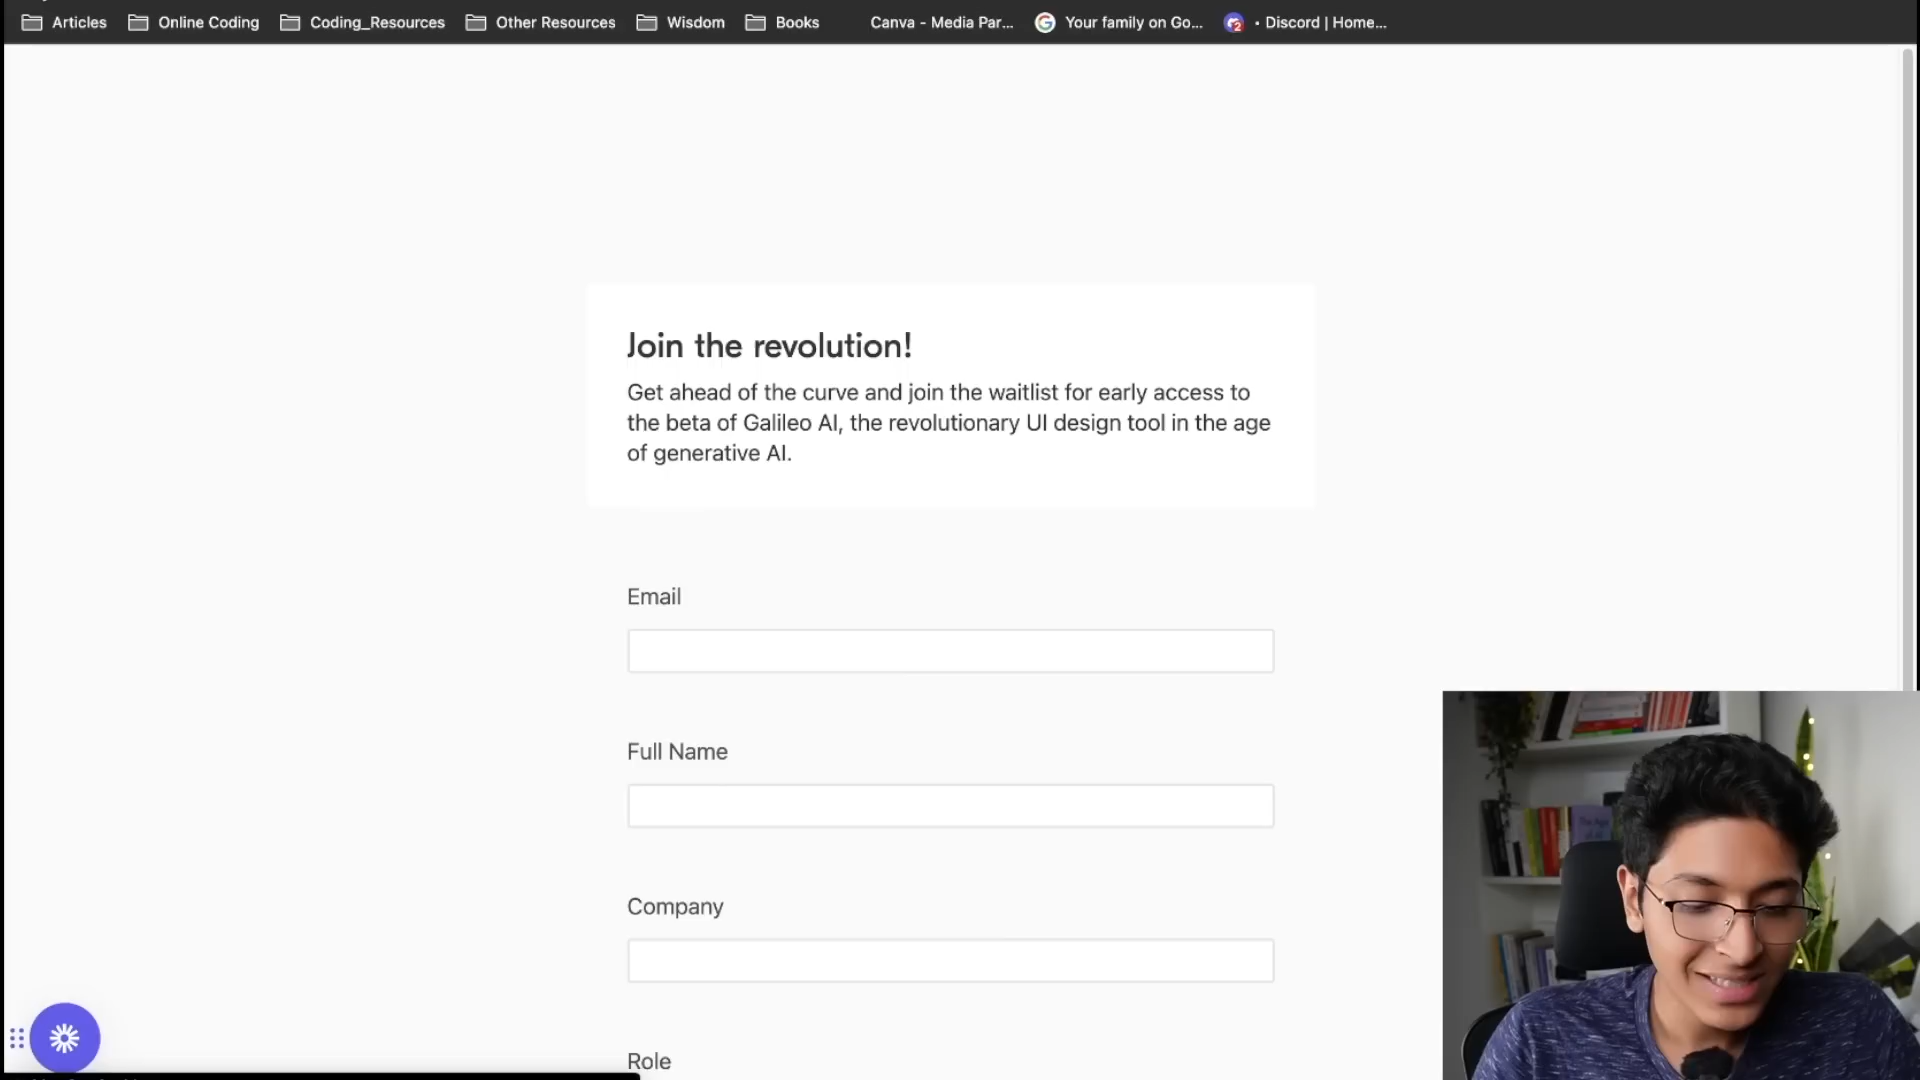 Articles Online Coding Coding_Resources Other Resources Wisdom Books Canva - Media Par... Your family on Go... 2 • Discord | Home...
Join the revolution!
Get ahead of the curve and join the waitlist for early access to
the beta of Galileo AI, the revolutionary UI design tool in the age
of generative AI.
Email
Full Name
Company
Role